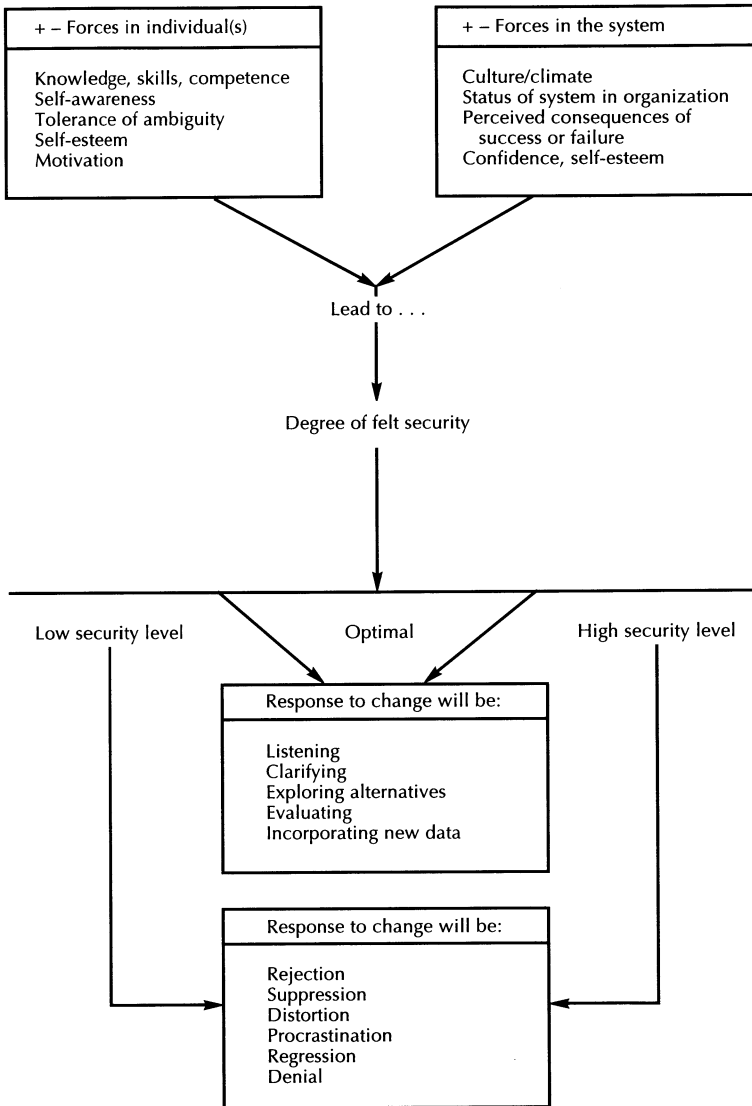 + – Forces in individual(s)
Knowledge, skills, competence
Self-awareness
Tolerance of ambiguity
Self-esteem
Motivation
+ – Forces in the system
Culture/climate
Status of system in organization
Perceived consequences of
success or failure
Confidence, self-esteem
Lead to . . .
Degree of felt security
Low security level
Optimal
High security level
Response to change will be:
Listening
Clarifying
Exploring alternatives
Evaluating
Incorporating new data
Response to change will be:
Rejection
Suppression
Distortion
Procrastination
Regression
Denial